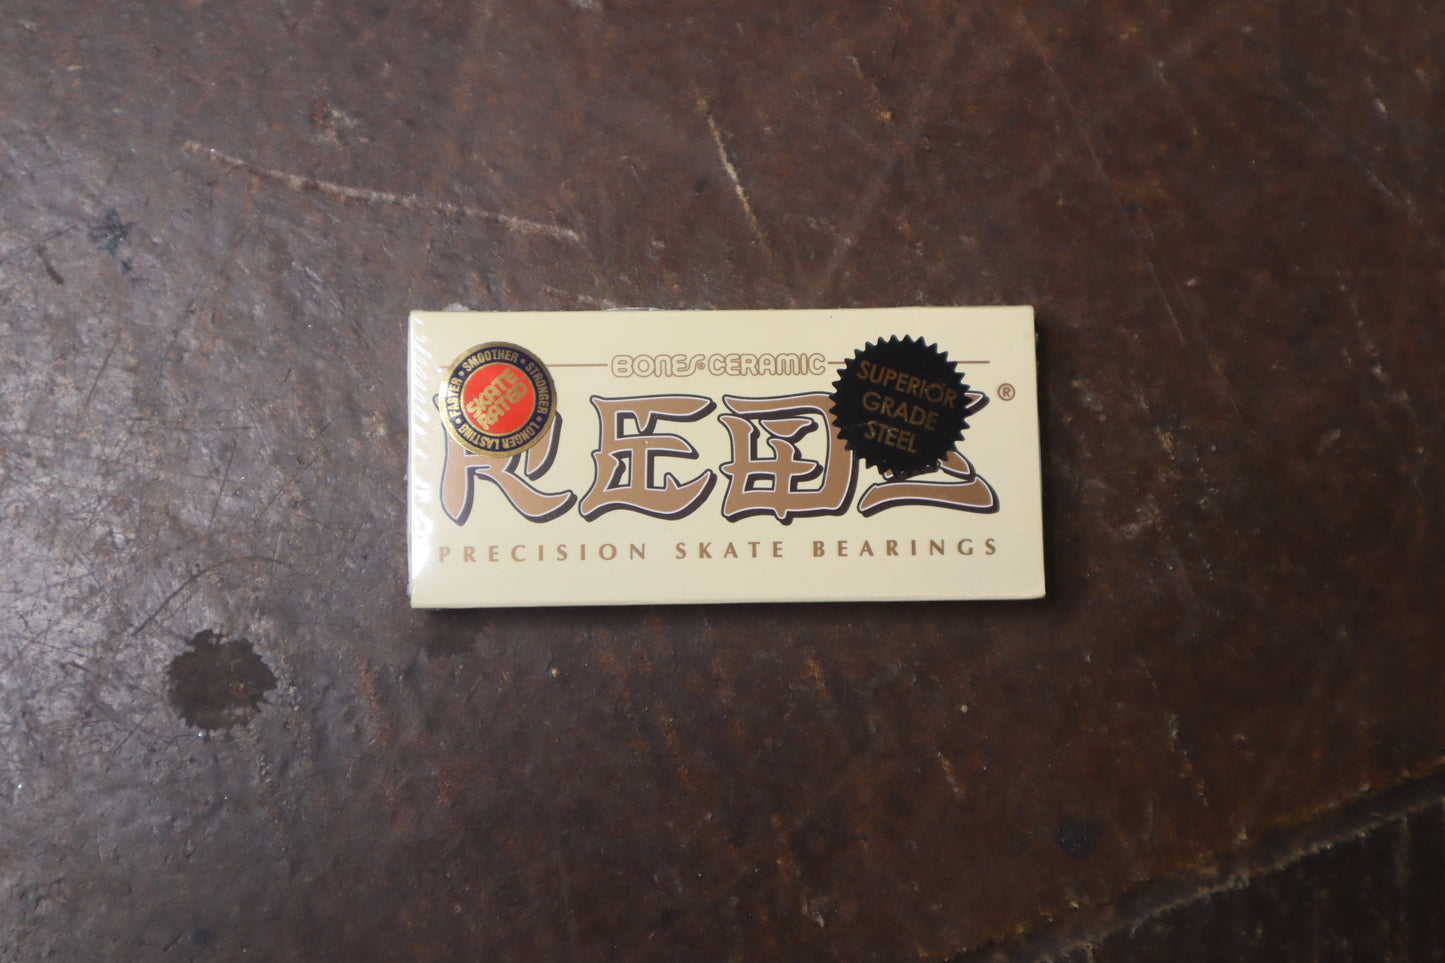 BONES CERAMIC
REDS®
PRECISION SKATE BEARINGS
SMOOTHER • STRONGER • LONGER LASTING • FASTER •
SKATE
RATED
SUPERIOR
GRADE
STEEL